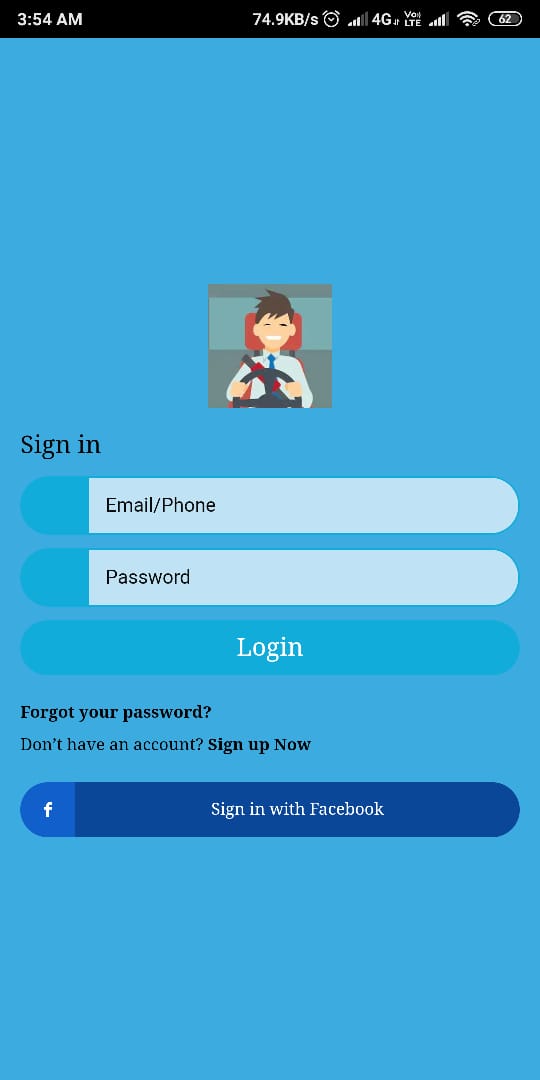 3:54 AM 74.9KB/s 4G Vo) LTE 62
Sign in
Email/Phone
Password
Login
Forgot your password?
Don’t have an account? Sign up Now
f Sign in with Facebook